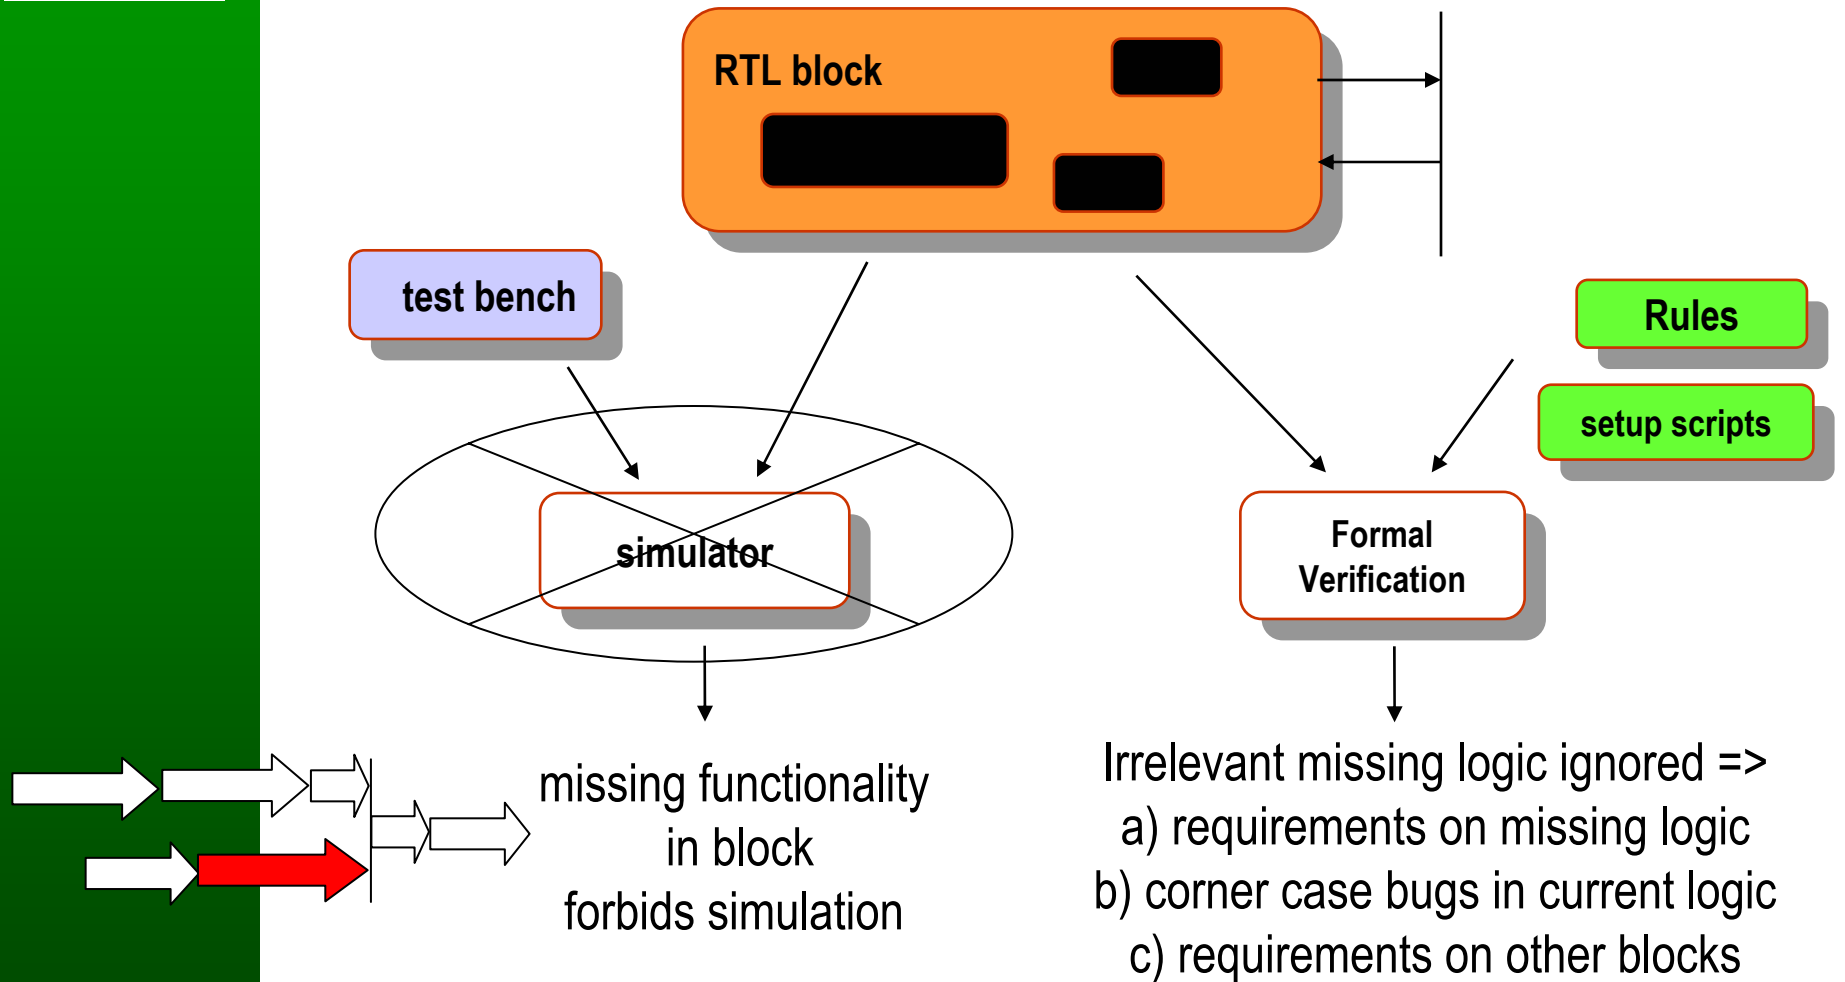 RTL block
test bench
Rules
setup scripts
simulator
Formal
Verification
missing functionality
in block
forbids simulation
Irrelevant missing logic ignored =>
a) requirements on missing logic
b) corner case bugs in current logic
c) requirements on other blocks